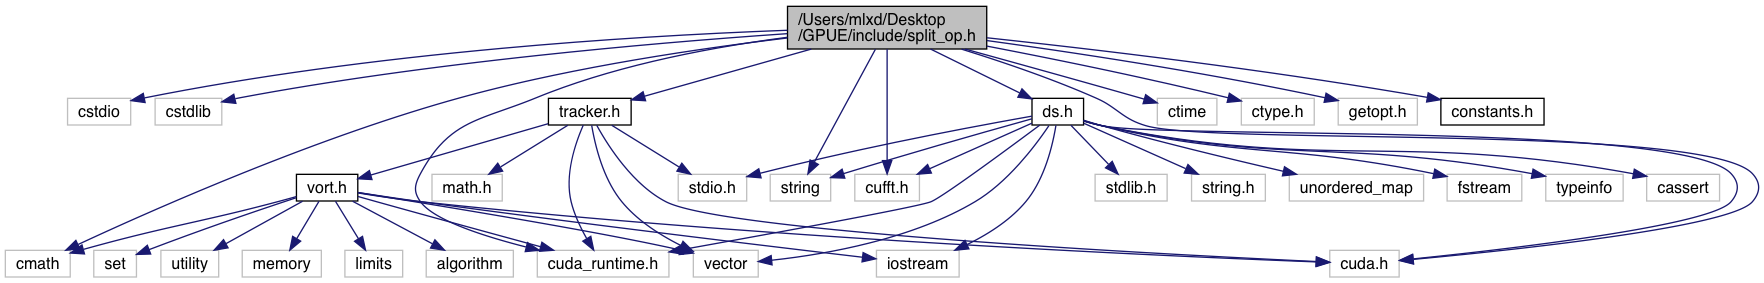 /Users/mlxd/Desktop
/GPUE/include/split_op.h
cstdio
cstdlib
tracker.h
ds.h
ctime
ctype.h
getopt.h
constants.h
vort.h
math.h
stdio.h
string
cufft.h
stdlib.h
string.h
unordered_map
fstream
typeinfo
cassert
cmath
set
utility
memory
limits
algorithm
cuda_runtime.h
vector
iostream
cuda.h